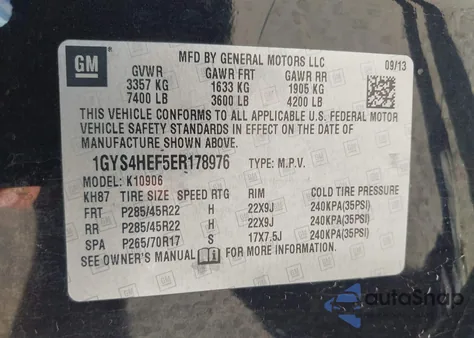 GM
MFD BY GENERAL MOTORS LLC
09/13
GVWR GAWR FRT GAWR RR
3357 KG 1633 KG 1905 KG
7400 LB 3600 LB 4200 LB
THIS VEHICLE CONFORMS TO ALL APPLICABLE U.S. FEDERAL MOTOR
VEHICLE SAFETY STANDARDS IN EFFECT ON THE DATE OF
MANUFACTURE SHOWN ABOVE.
1GYS4HEF5ER178976 TYPE: M.P.V.
MODEL: K10906
KH87 TIRE SIZE SPEED RTG RIM COLD TIRE PRESSURE
FRT P285/45R22 H 22X9J 240KPA(35PSI)
RR P285/45R22 H 22X9J 240KPA(35PSI)
SPA P265/70R17 S 17X7.5J 240KPA(35PSI)
SEE OWNER'S MANUAL FOR MORE INFORMATION
autoSnap